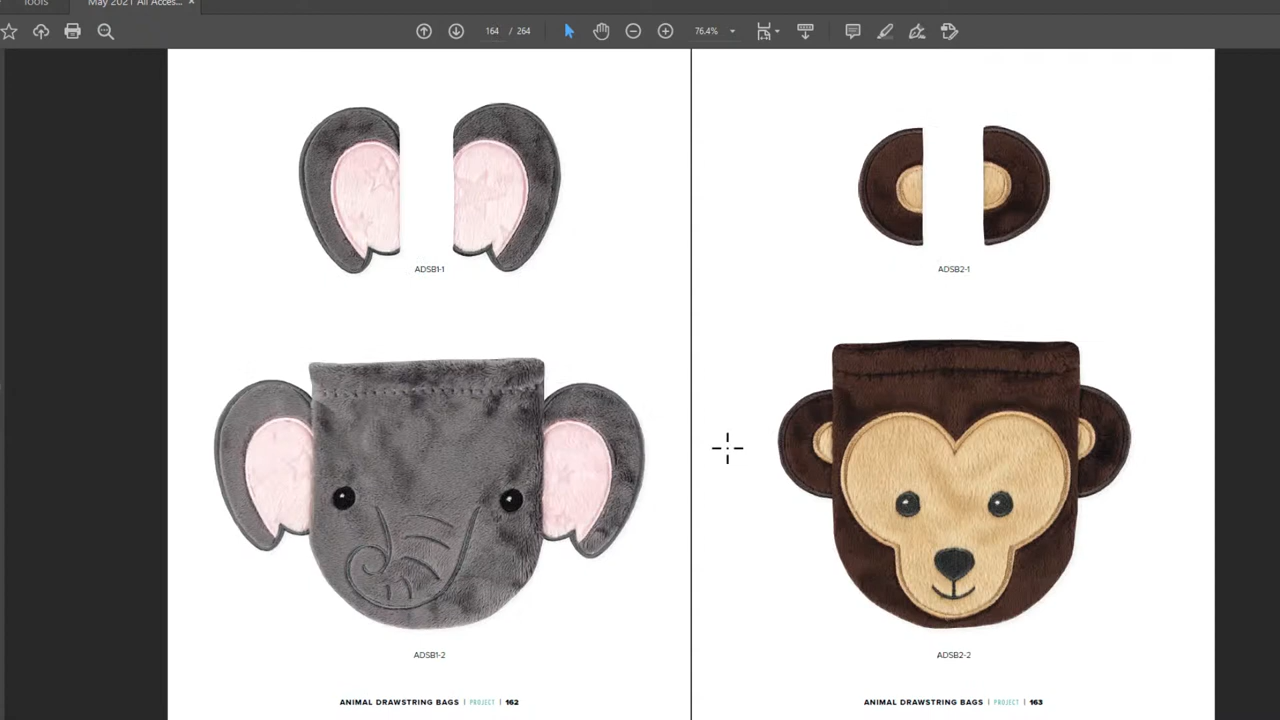 Tools
May 2021 All Acces... ×
164 / 264
76.4%
ADSB1-1
ADSB2-1
ADSB1-2
ADSB2-2
ANIMAL DRAWSTRING BAGS | PROJECT | 162
ANIMAL DRAWSTRING BAGS | PROJECT | 163